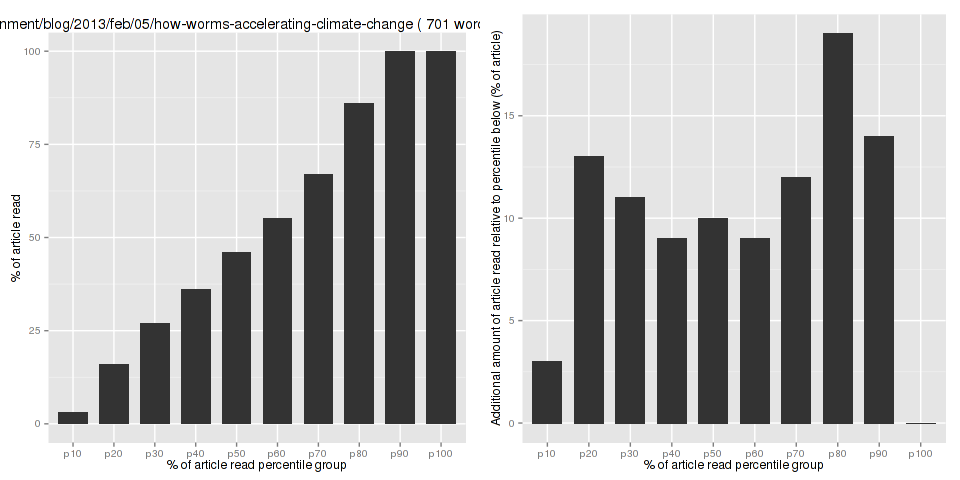 nment/blog/2013/feb/05/how-worms-accelerating-climate-change ( 701 word
% of article read
100
75
50
25
0
p10 p20 p30 p40 p50 p60 p70 p80 p90 p100
% of article read percentile group
Additional amount of article read relative to percentile below (% of article)
15
10
5
0
p10 p20 p30 p40 p50 p60 p70 p80 p90 p100
% of article read percentile group